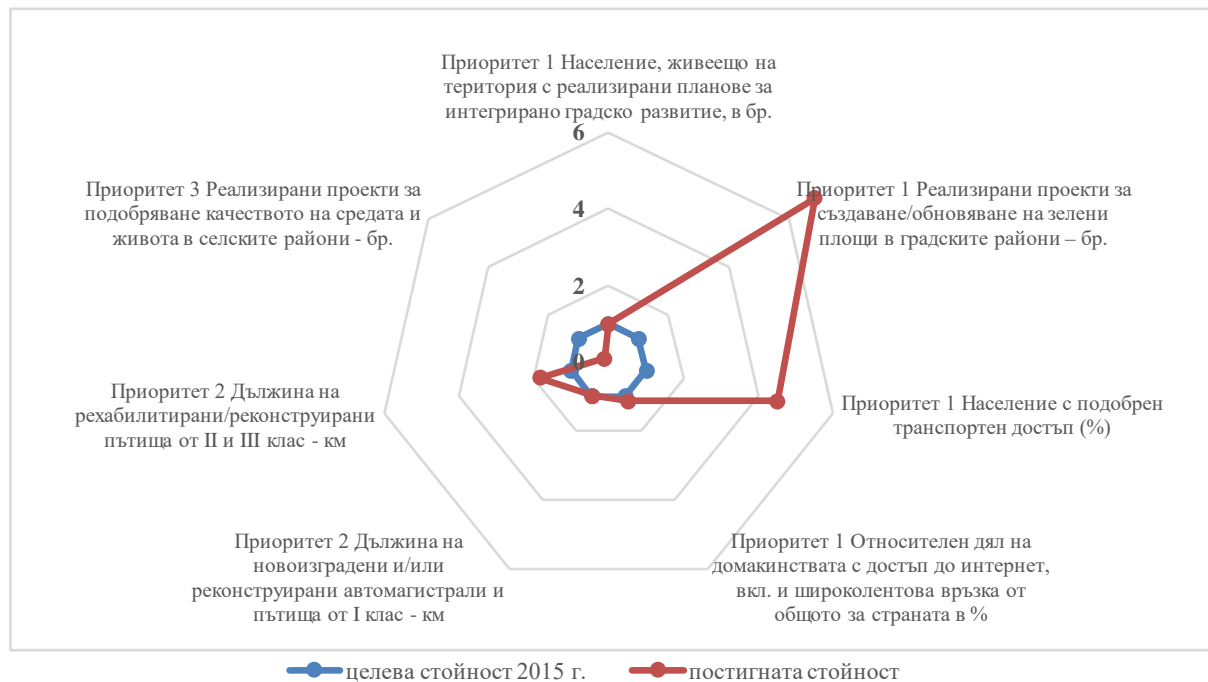 Приоритет 1 Население, живеещо на
територия с реализирани планове за
интегрирано градско развитие, в бр.
6
Приоритет 3 Реализирани проекти за
подобряване качеството на средата и
живота в селските райони - бр.
Приоритет 1 Реализирани проекти за
създаване/обновяване на зелени
площи в градските райони – бр.
4
2
0
Приоритет 2 Дължина на
рехабилитирани/реконструирани
пътища от II и III клас - км
Приоритет 1 Население с подобрен
транспортен достъп (%)
Приоритет 2 Дължина на
новоизградени и/или
реконструирани автомагистрали и
пътища от I клас - км
Приоритет 1 Относителен дял на
домакинствата с достъп до интернет,
вкл. и широколентова връзка от
общото за страната в %
целева стойност 2015 г.
постигната стойност